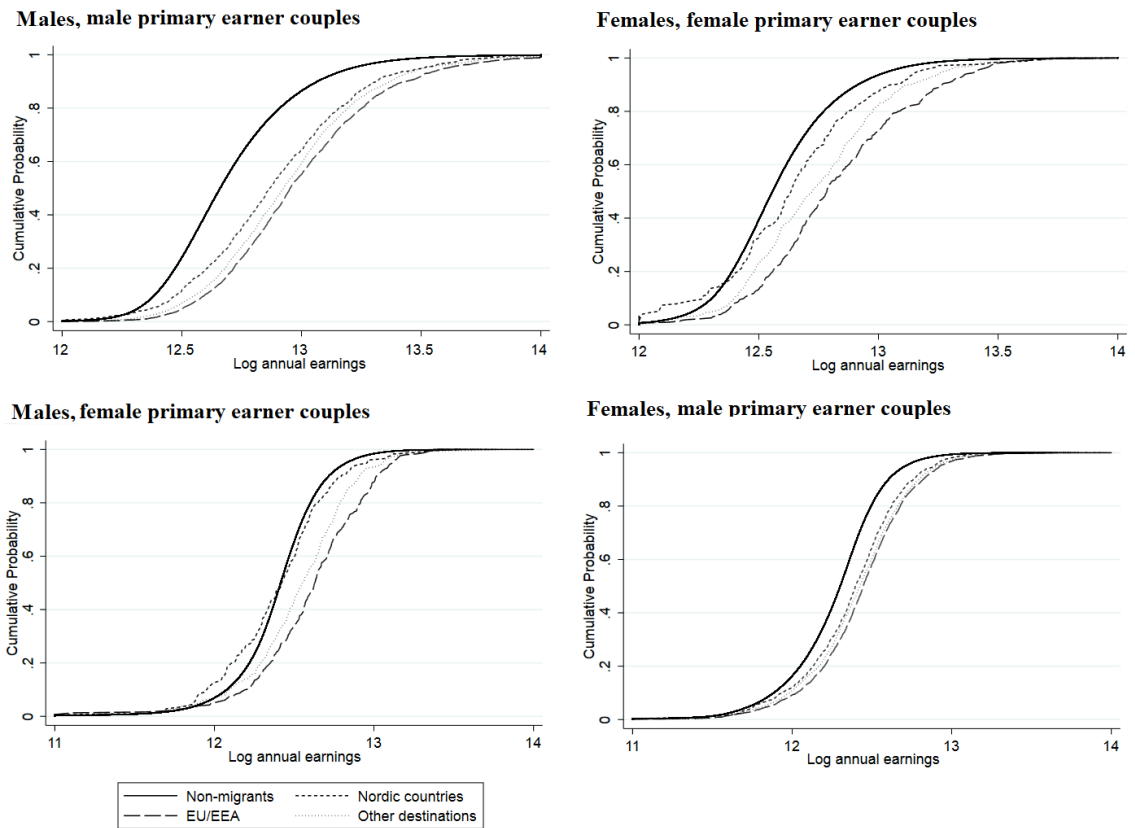 Males, male primary earner couples
Cumulative Probability
0 .2 .4 .6 .8 1
12 12.5 13 13.5 14
Log annual earnings
Females, female primary earner couples
Cumulative Probability
0 .2 .4 .6 .8 1
12 12.5 13 13.5 14
Log annual earnings
Males, female primary earner couples
Cumulative Probability
0 .2 .4 .6 .8 1
11 12 13 14
Log annual earnings
Females, male primary earner couples
Cumulative Probability
0 .2 .4 .6 .8 1
11 12 13 14
Log annual earnings
Non-migrants Nordic countries
EU/EEA Other destinations